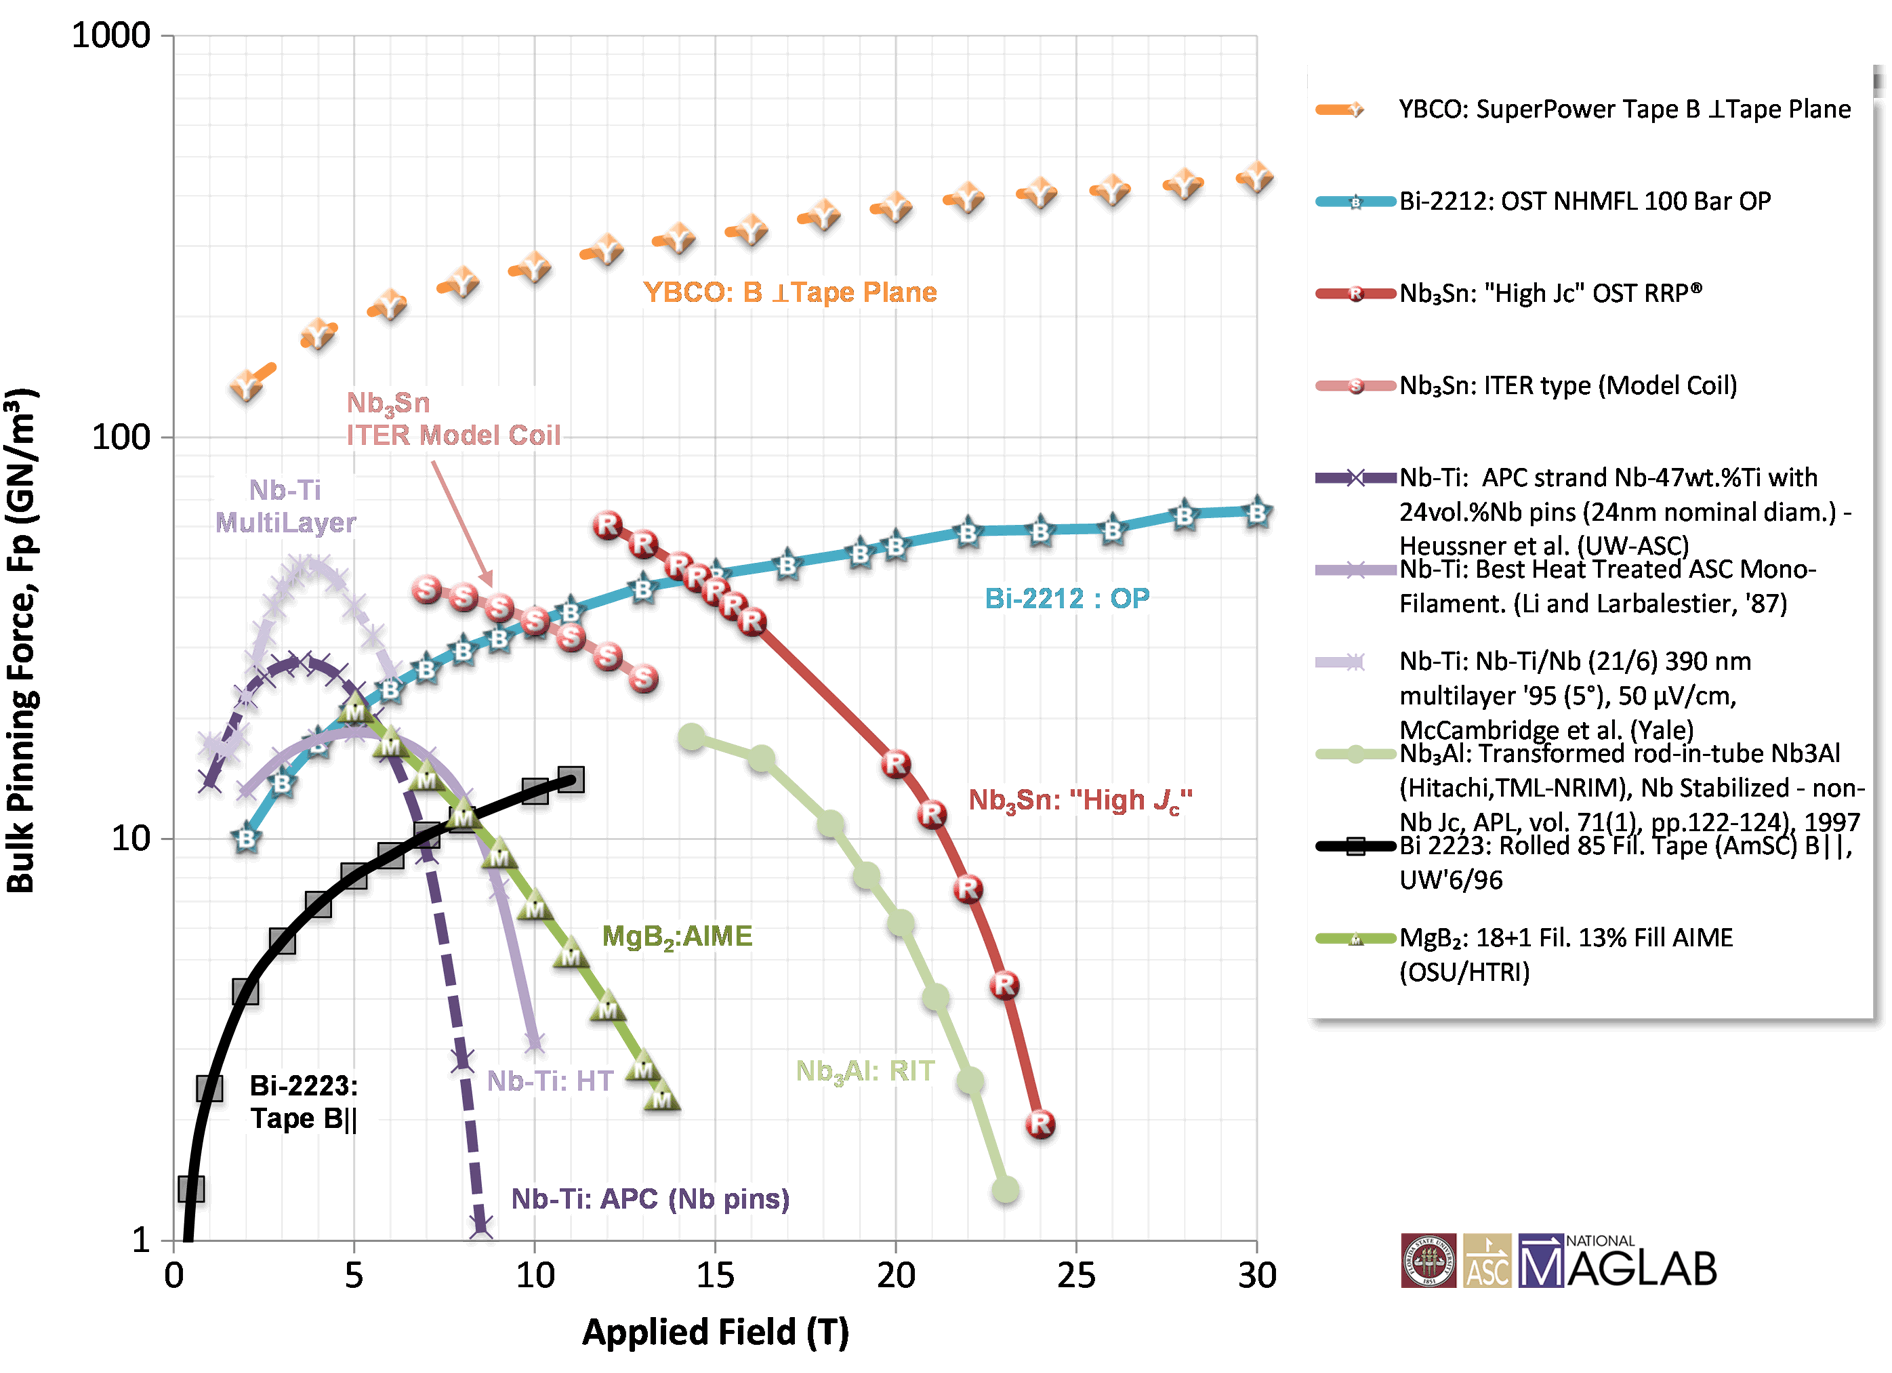 1000
100
10
1
Bulk Pinning Force, Fp (GN/m³)
0 5 10 15 20 25 30
Applied Field (T)
YBCO: B ⊥Tape Plane
Nb₃Sn
ITER Model Coil
Nb-Ti
MultiLayer
Bi-2212 : OP
Nb₃Sn: "High Jc"
MgB₂:AIME
Nb₃Al: RIT
Nb-Ti: HT
Bi-2223:
Tape B||
Nb-Ti: APC (Nb pins)
YBCO: SuperPower Tape B ⊥Tape Plane
Bi-2212: OST NHMFL 100 Bar OP
Nb₃Sn: "High Jc" OST RRP®
Nb₃Sn: ITER type (Model Coil)
Nb-Ti: APC strand Nb-47wt.%Ti with
24vol.%Nb pins (24nm nominal diam.) -
Heussner et al. (UW-ASC)
Nb-Ti: Best Heat Treated ASC Mono-
Filament. (Li and Larbalestier, '87)
Nb-Ti: Nb-Ti/Nb (21/6) 390 nm
multilayer '95 (5°), 50 µV/cm,
McCambridge et al. (Yale)
Nb₃Al: Transformed rod-in-tube Nb3Al
(Hitachi,TML-NRIM), Nb Stabilized - non-
Nb Jc, APL, vol. 71(1), pp.122-124), 1997
Bi 2223: Rolled 85 Fil. Tape (AmSC) B||,
UW'6/96
MgB₂: 18+1 Fil. 13% Fill AIME
(OSU/HTRI)
FLORIDA STATE UNIVERSITY
1851
ASC
NATIONAL
MAGLAB